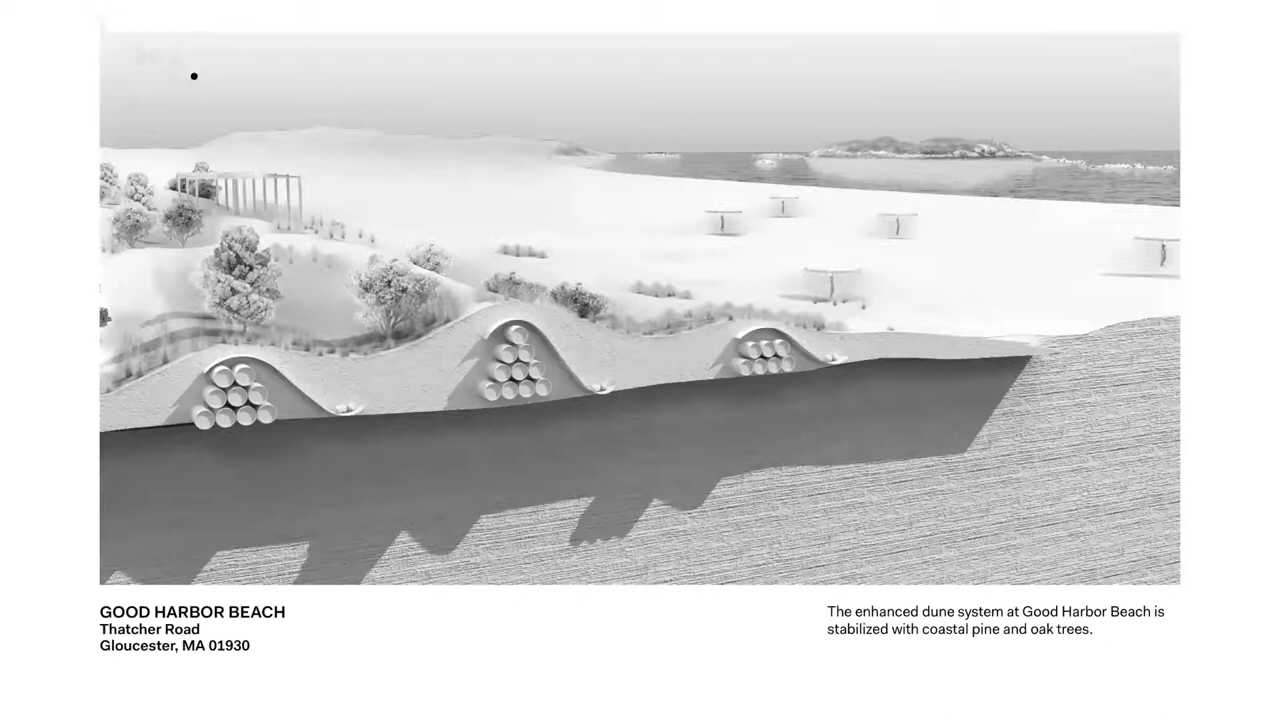 GOOD HARBOR BEACH
Thatcher Road
Gloucester, MA 01930
The enhanced dune system at Good Harbor Beach is
stabilized with coastal pine and oak trees.